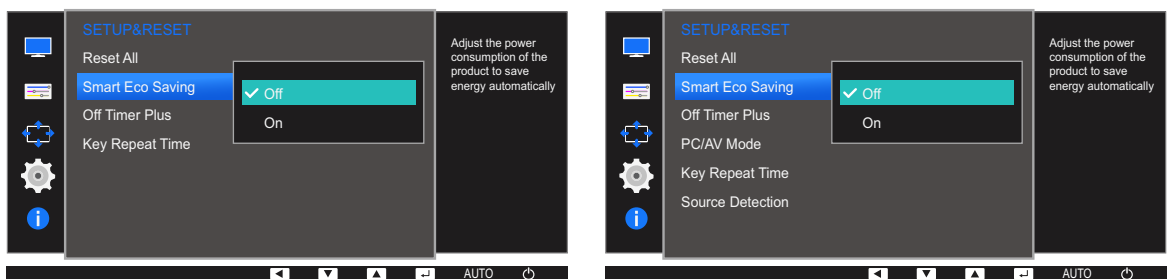 SETUP&RESET
Reset All
Smart Eco Saving
Off Timer Plus
Key Repeat Time
Off
On
Adjust the power
consumption of the
product to save
energy automatically
AUTO
SETUP&RESET
Reset All
Smart Eco Saving
Off Timer Plus
PC/AV Mode
Key Repeat Time
Source Detection
Off
On
Adjust the power
consumption of the
product to save
energy automatically
AUTO